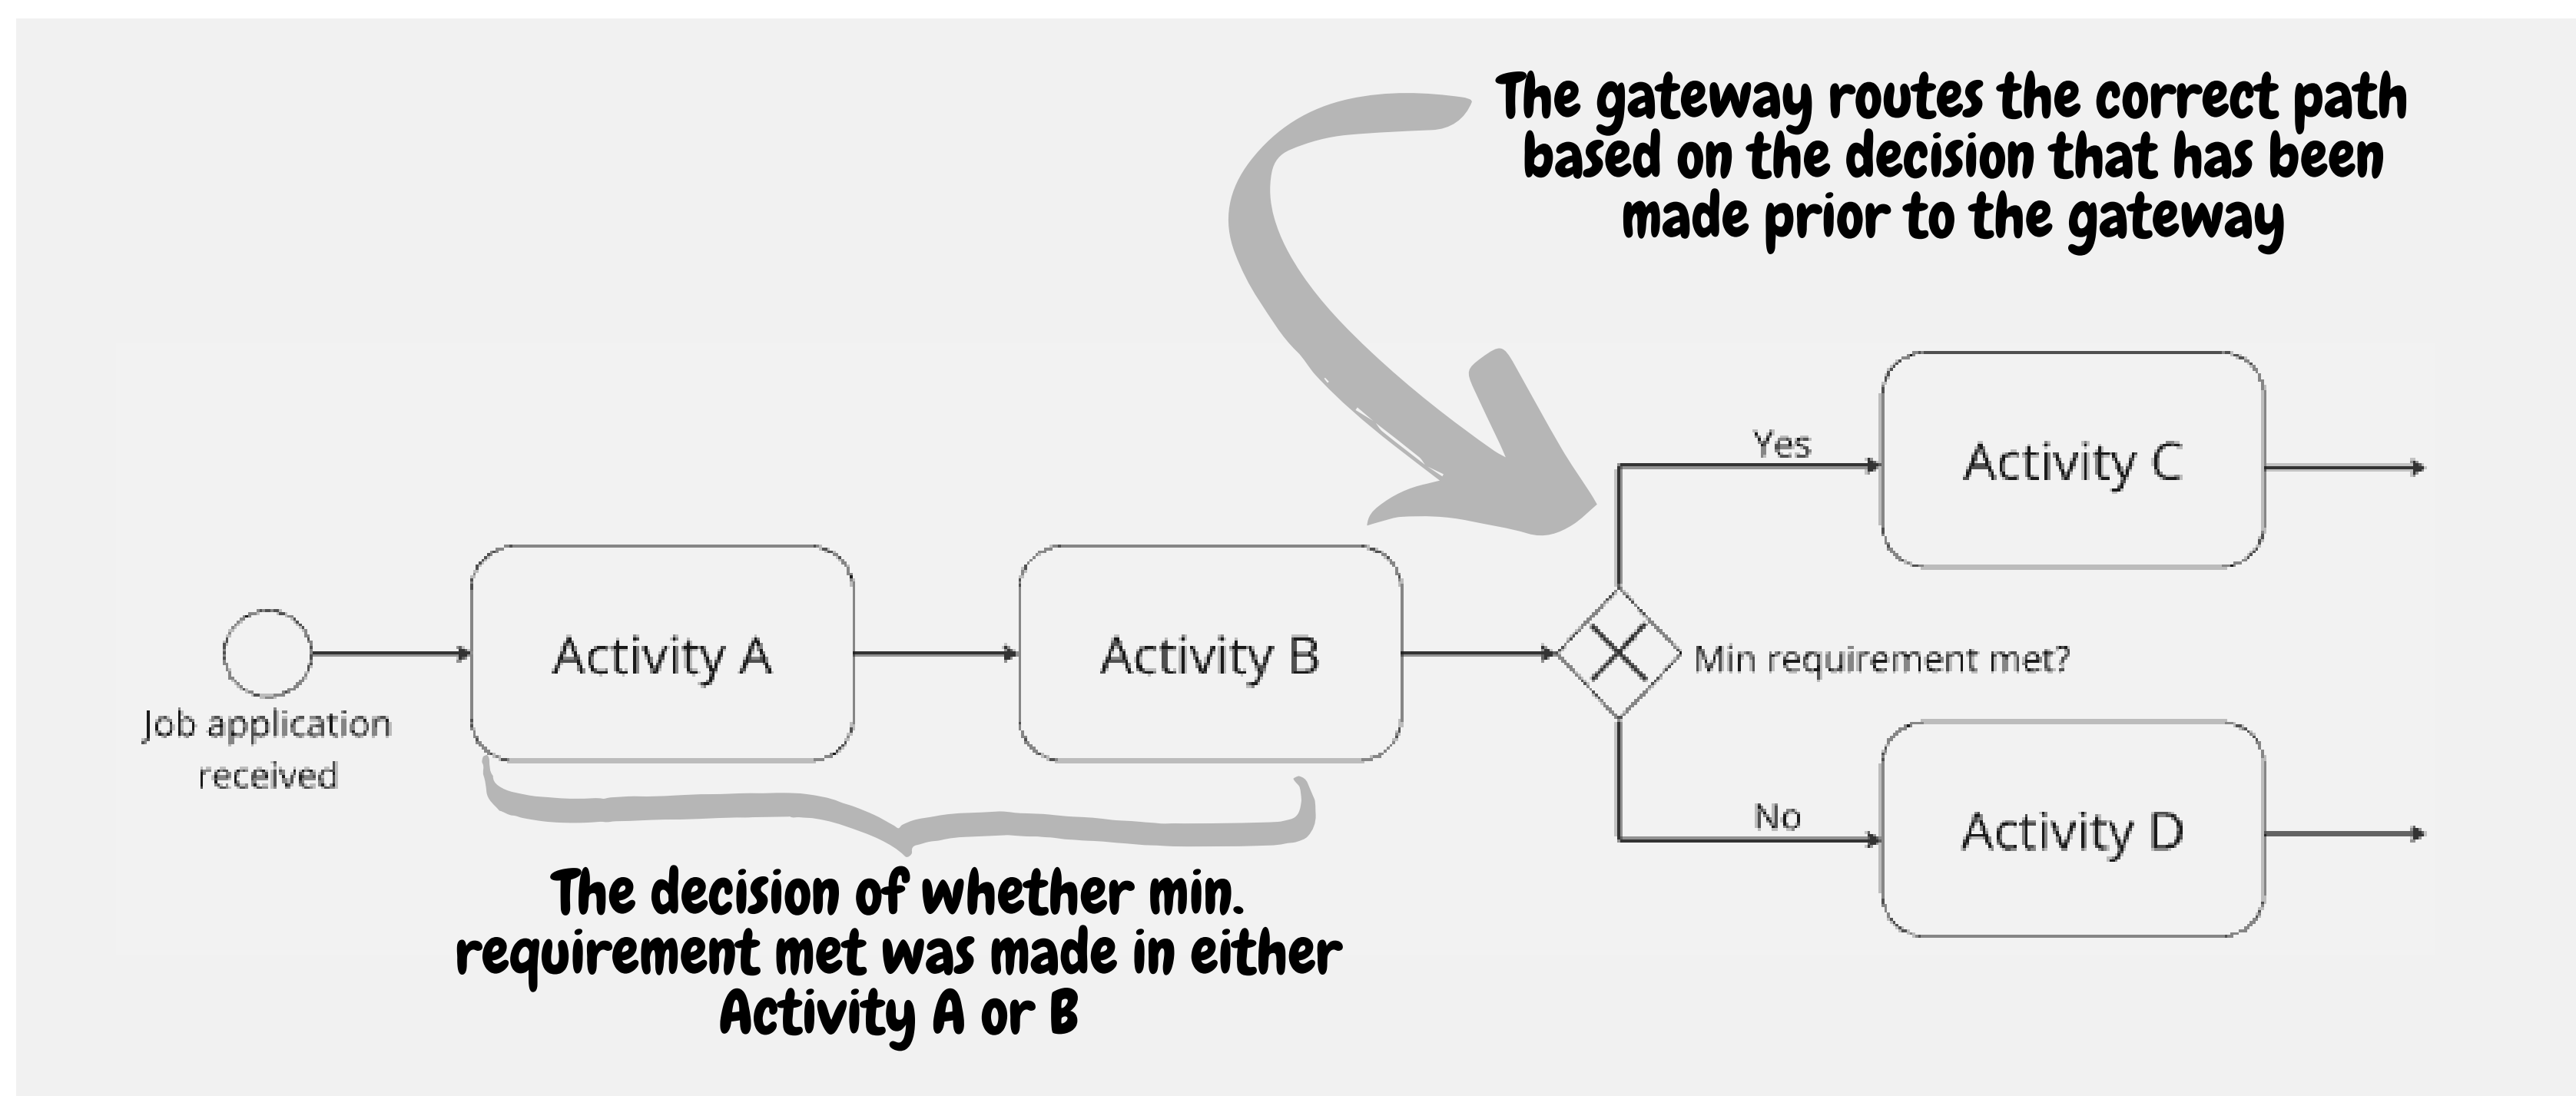 The gateway routes the correct path
based on the decision that has been
made prior to the gateway
Yes
Activity C
Job application
received
Activity A
Activity B
Min requirement met?
No
Activity D
The decision of whether min.
requirement met was made in either
Activity A or B